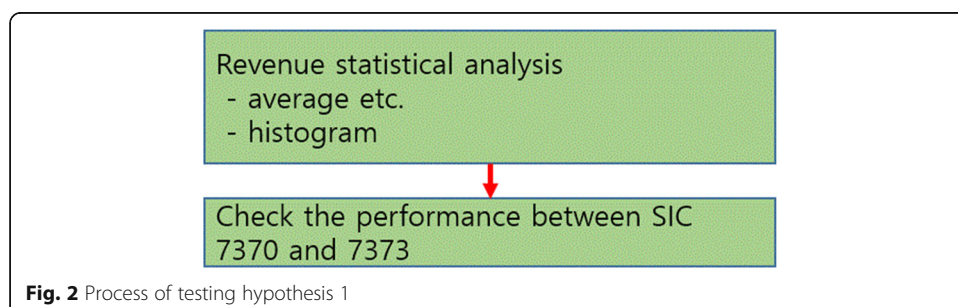 Revenue statistical analysis
- average etc.
- histogram
Check the performance between SIC
7370 and 7373
Fig. 2 Process of testing hypothesis 1